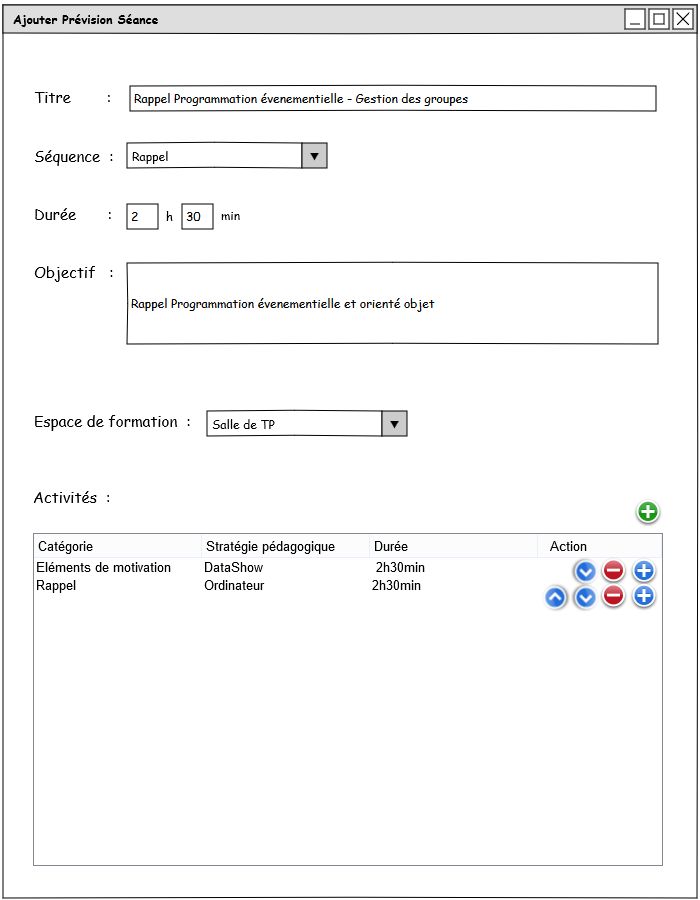 Ajouter Prévision Séance
Titre : Rappel Programmation évenementielle - Gestion des groupes
Séquence : Rappel
Durée : 2 h 30 min
Objectif :
Rappel Programmation évenementielle et orienté objet
Espace de formation : Salle de TP
Activités :
Catégorie Stratégie pédagogique Durée Action
Eléments de motivation DataShow 2h30min
Rappel Ordinateur 2h30min